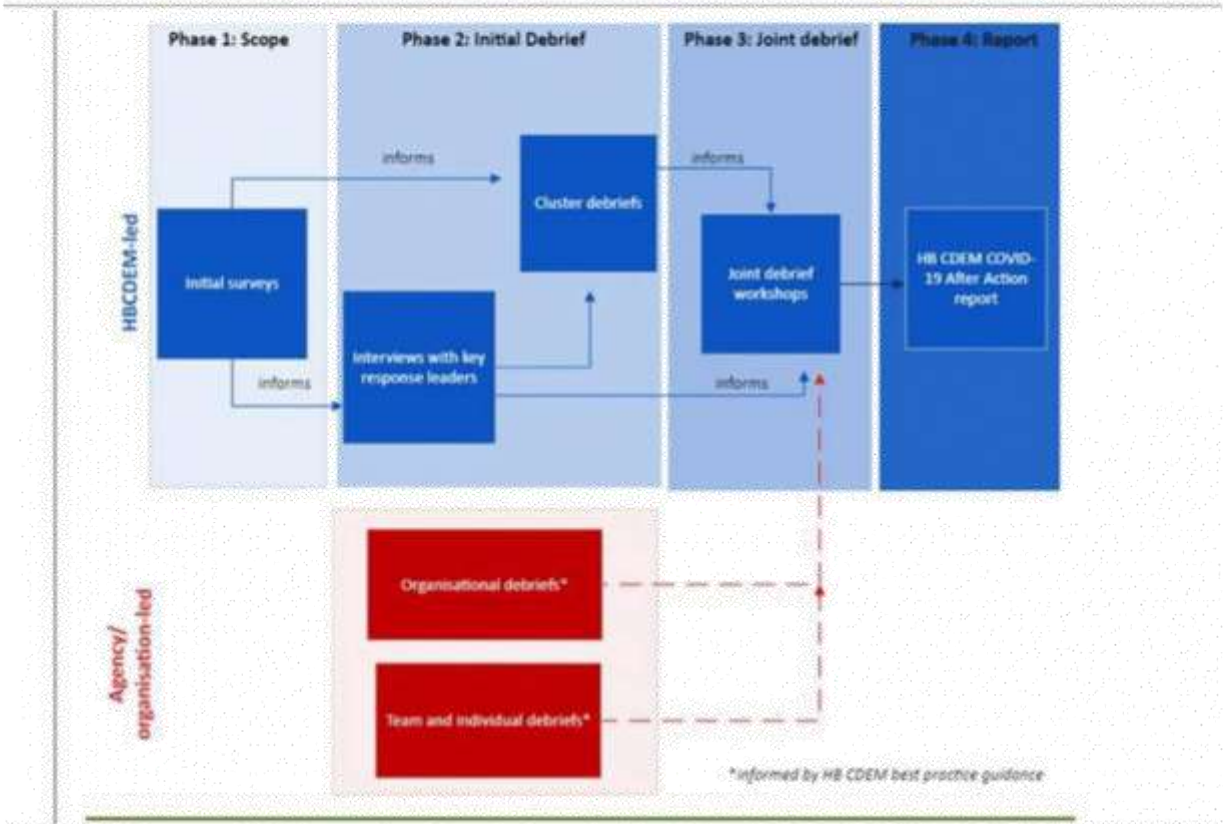 Phase 1: Scope
Phase 2: Initial Debrief
Phase 3: Joint debrief
Phase 4: Report
HBCDEM-led
informs
informs
Cluster debriefs
Initial surveys
Joint debrief
workshops
HB CDEM COVID-
19 After Action
report
Interviews with key
response leaders
informs
informs
Agency/
organisation-led
Organisational debriefs*
Team and individual debriefs*
*informed by HB CDEM best practice guidance